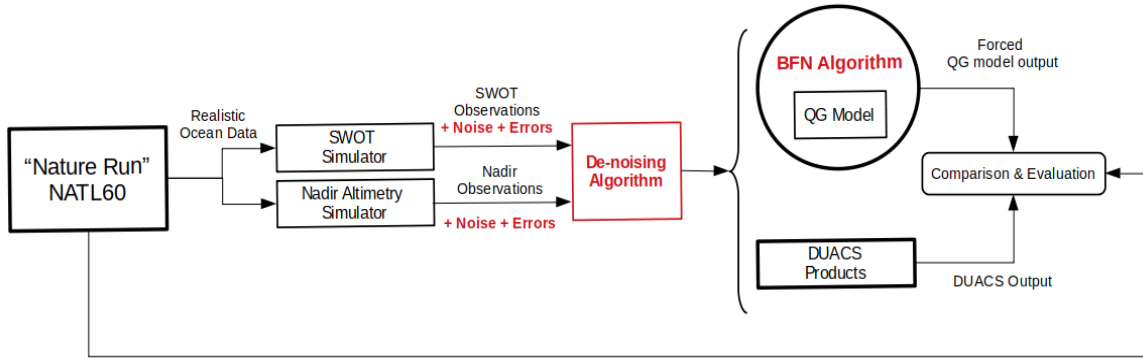 “Nature Run”
NATL60
Realistic
Ocean Data
SWOT
Simulator
Nadir Altimetry
Simulator
SWOT
Observations
+ Noise + Errors
Nadir
Observations
+ Noise + Errors
De-noising
Algorithm
BFN Algorithm
QG Model
Forced
QG model output
Comparison & Evaluation
DUACS
Products
DUACS Output